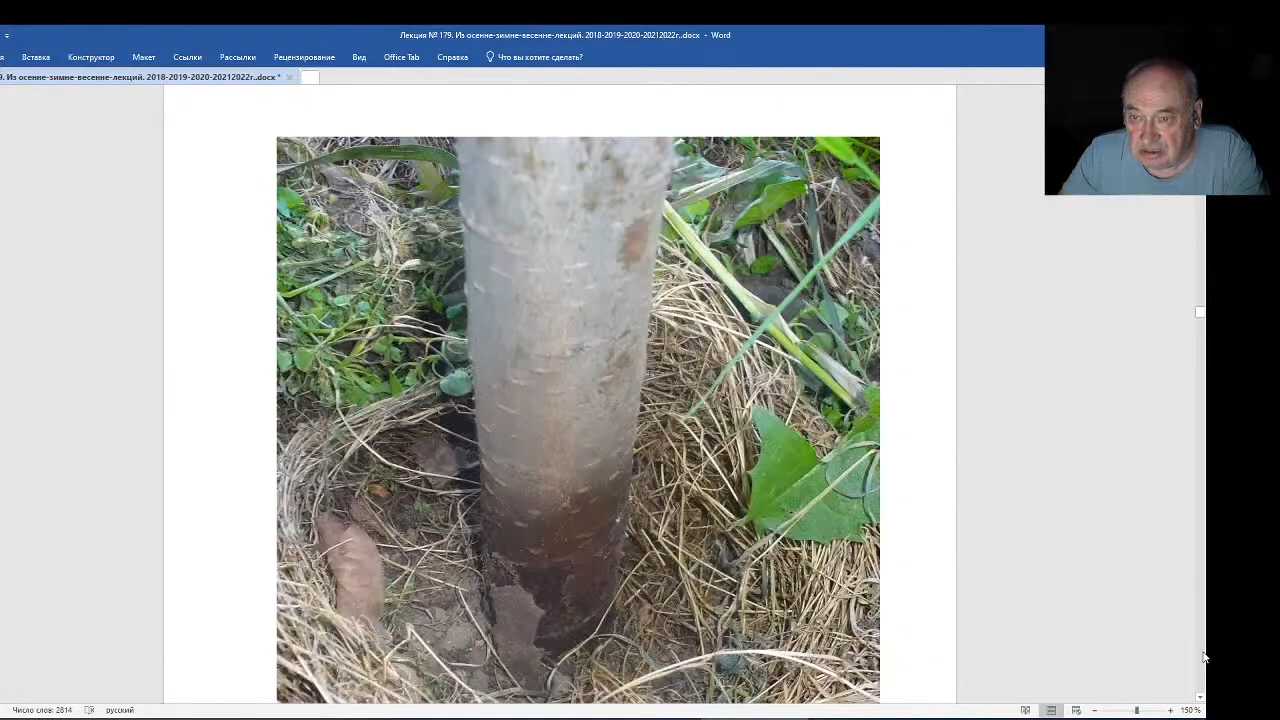 Лекция № 179. Из осенне-зимне-весенне-лекций. 2018-2019-2020-20212022г..docx - Word
я Вставка Конструктор Макет Ссылки Рассылки Рецензирование Вид Office Tab Справка Что вы хотите сделать?
9. Из осенне-зимне-весенне-лекций. 2018-2019-2020-20212022г..docx *
Число слов: 2814 русский 150 %